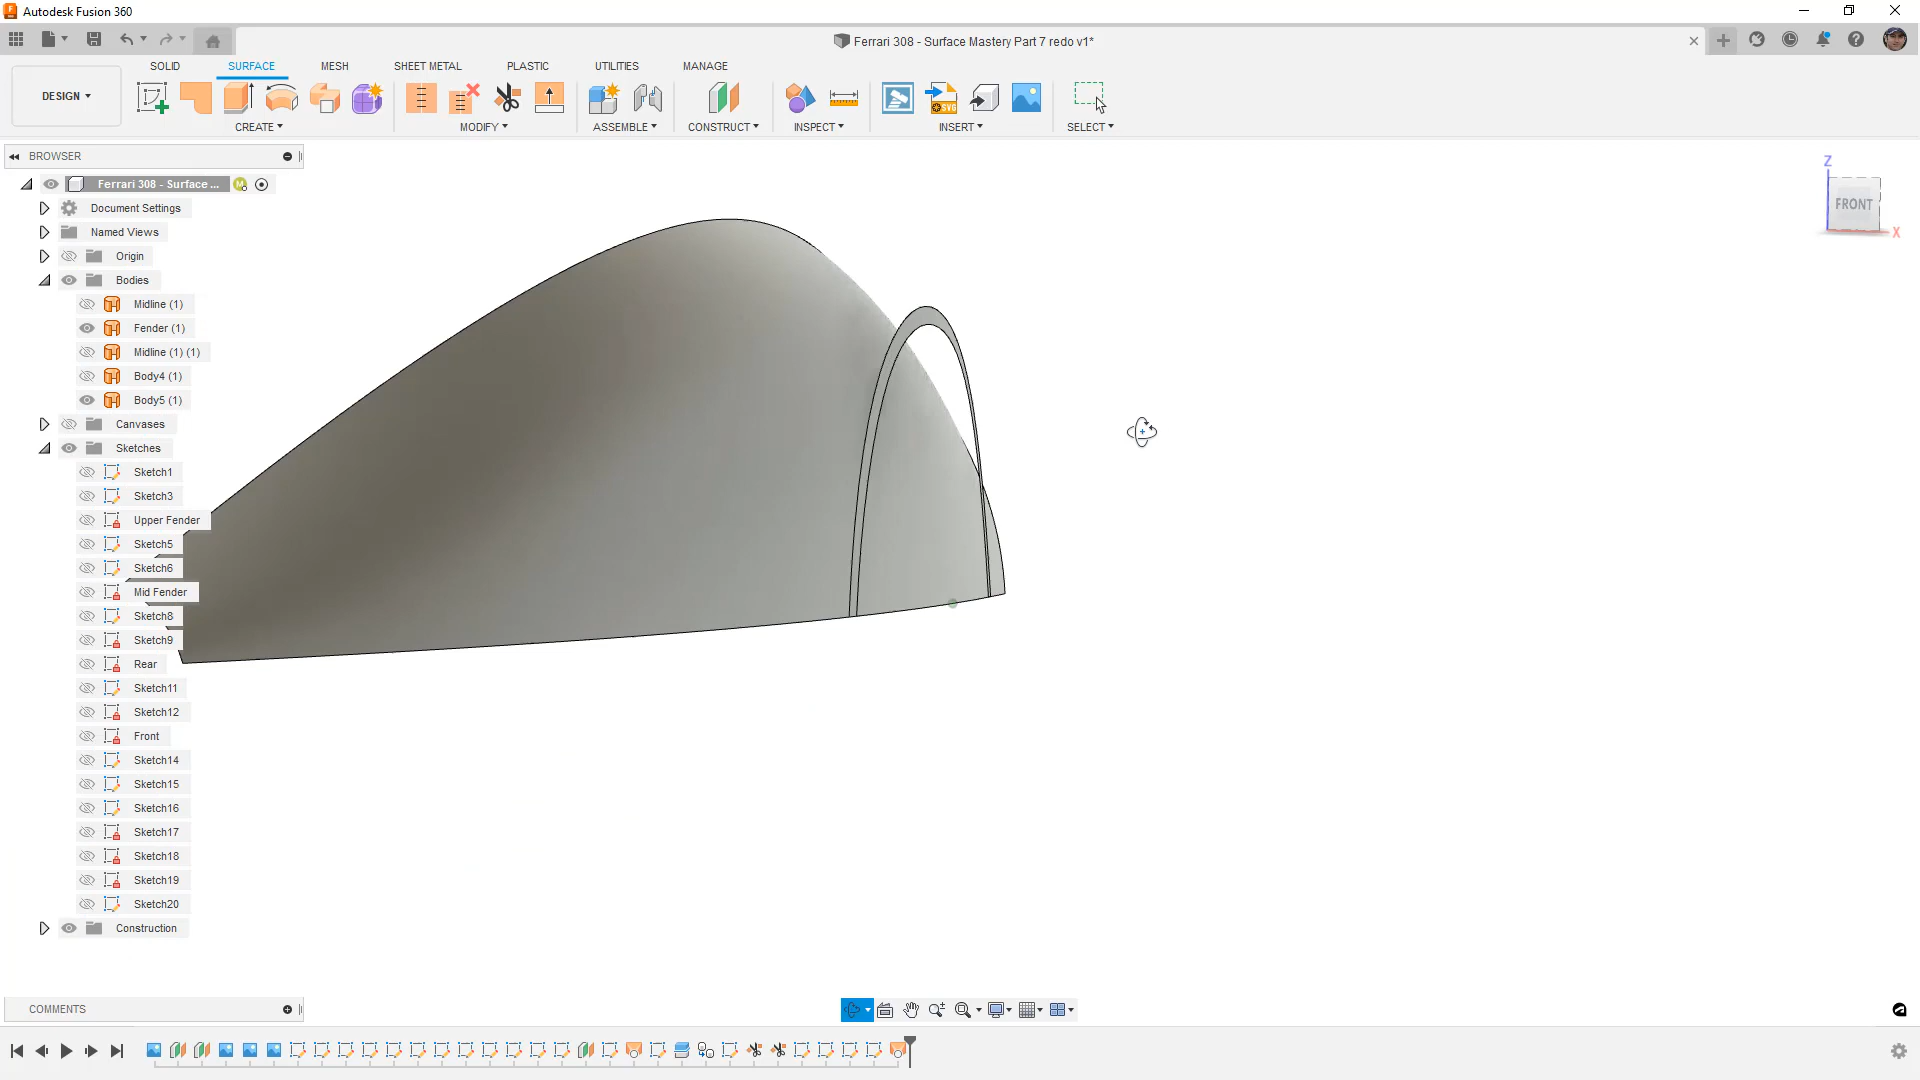 Autodesk Fusion 360
Ferrari 308 - Surface Mastery Part 7 redo v1*
SOLID SURFACE MESH SHEET METAL PLASTIC UTILITIES MANAGE
DESIGN
CREATE MODIFY ASSEMBLE CONSTRUCT INSPECT INSERT SELECT
BROWSER
Ferrari 308 - Surface ...
Document Settings
Named Views
Origin
Bodies
Midline (1)
Fender (1)
Midline (1) (1)
Body4 (1)
Body5 (1)
Canvases
Sketches
Sketch1
Sketch3
Upper Fender
Sketch5
Sketch6
Mid Fender
Sketch8
Sketch9
Rear
Sketch11
Sketch12
Front
Sketch14
Sketch15
Sketch16
Sketch17
Sketch18
Sketch19
Sketch20
Construction
Z
FRONT
X
COMMENTS